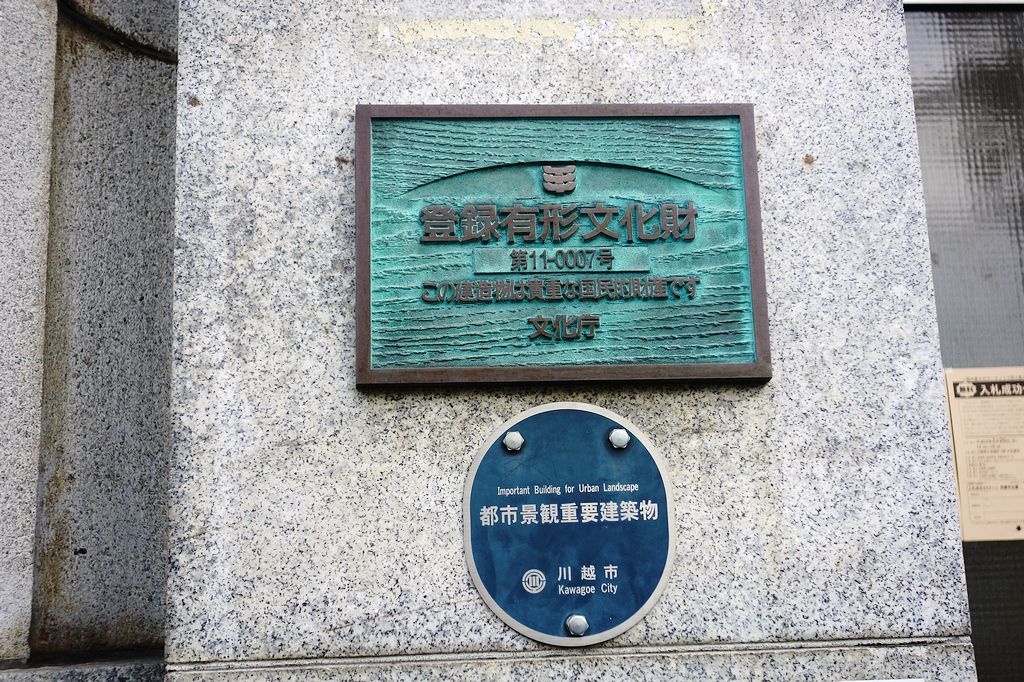 登録有形文化財
第11-0007号
この建造物は貴重な国民的財産です
文化庁
Important Building for Urban Landscape
都市景観重要建築物
川越市
Kawagoe City
入札成功